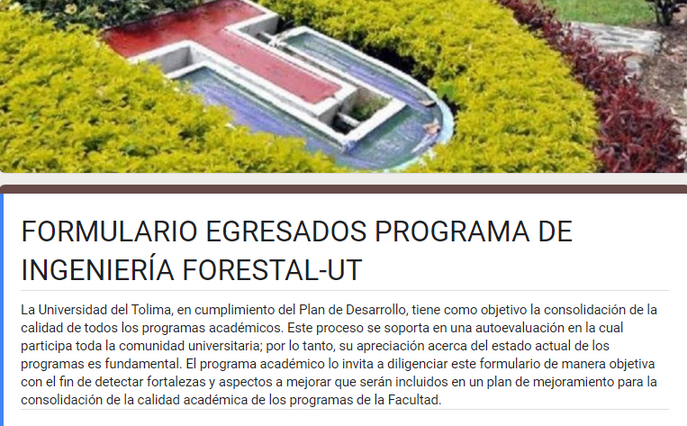 FORMULARIO EGRESADOS PROGRAMA DE
INGENIERÍA FORESTAL-UT
La Universidad del Tolima, en cumplimiento del Plan de Desarrollo, tiene como objetivo la consolidación de la
calidad de todos los programas académicos. Este proceso se soporta en una autoevaluación en la cual
participa toda la comunidad universitaria; por lo tanto, su apreciación acerca del estado actual de los
programas es fundamental. El programa académico lo invita a diligenciar este formulario de manera objetiva
con el fin de detectar fortalezas y aspectos a mejorar que serán incluidos en un plan de mejoramiento para la
consolidación de la calidad académica de los programas de la Facultad.